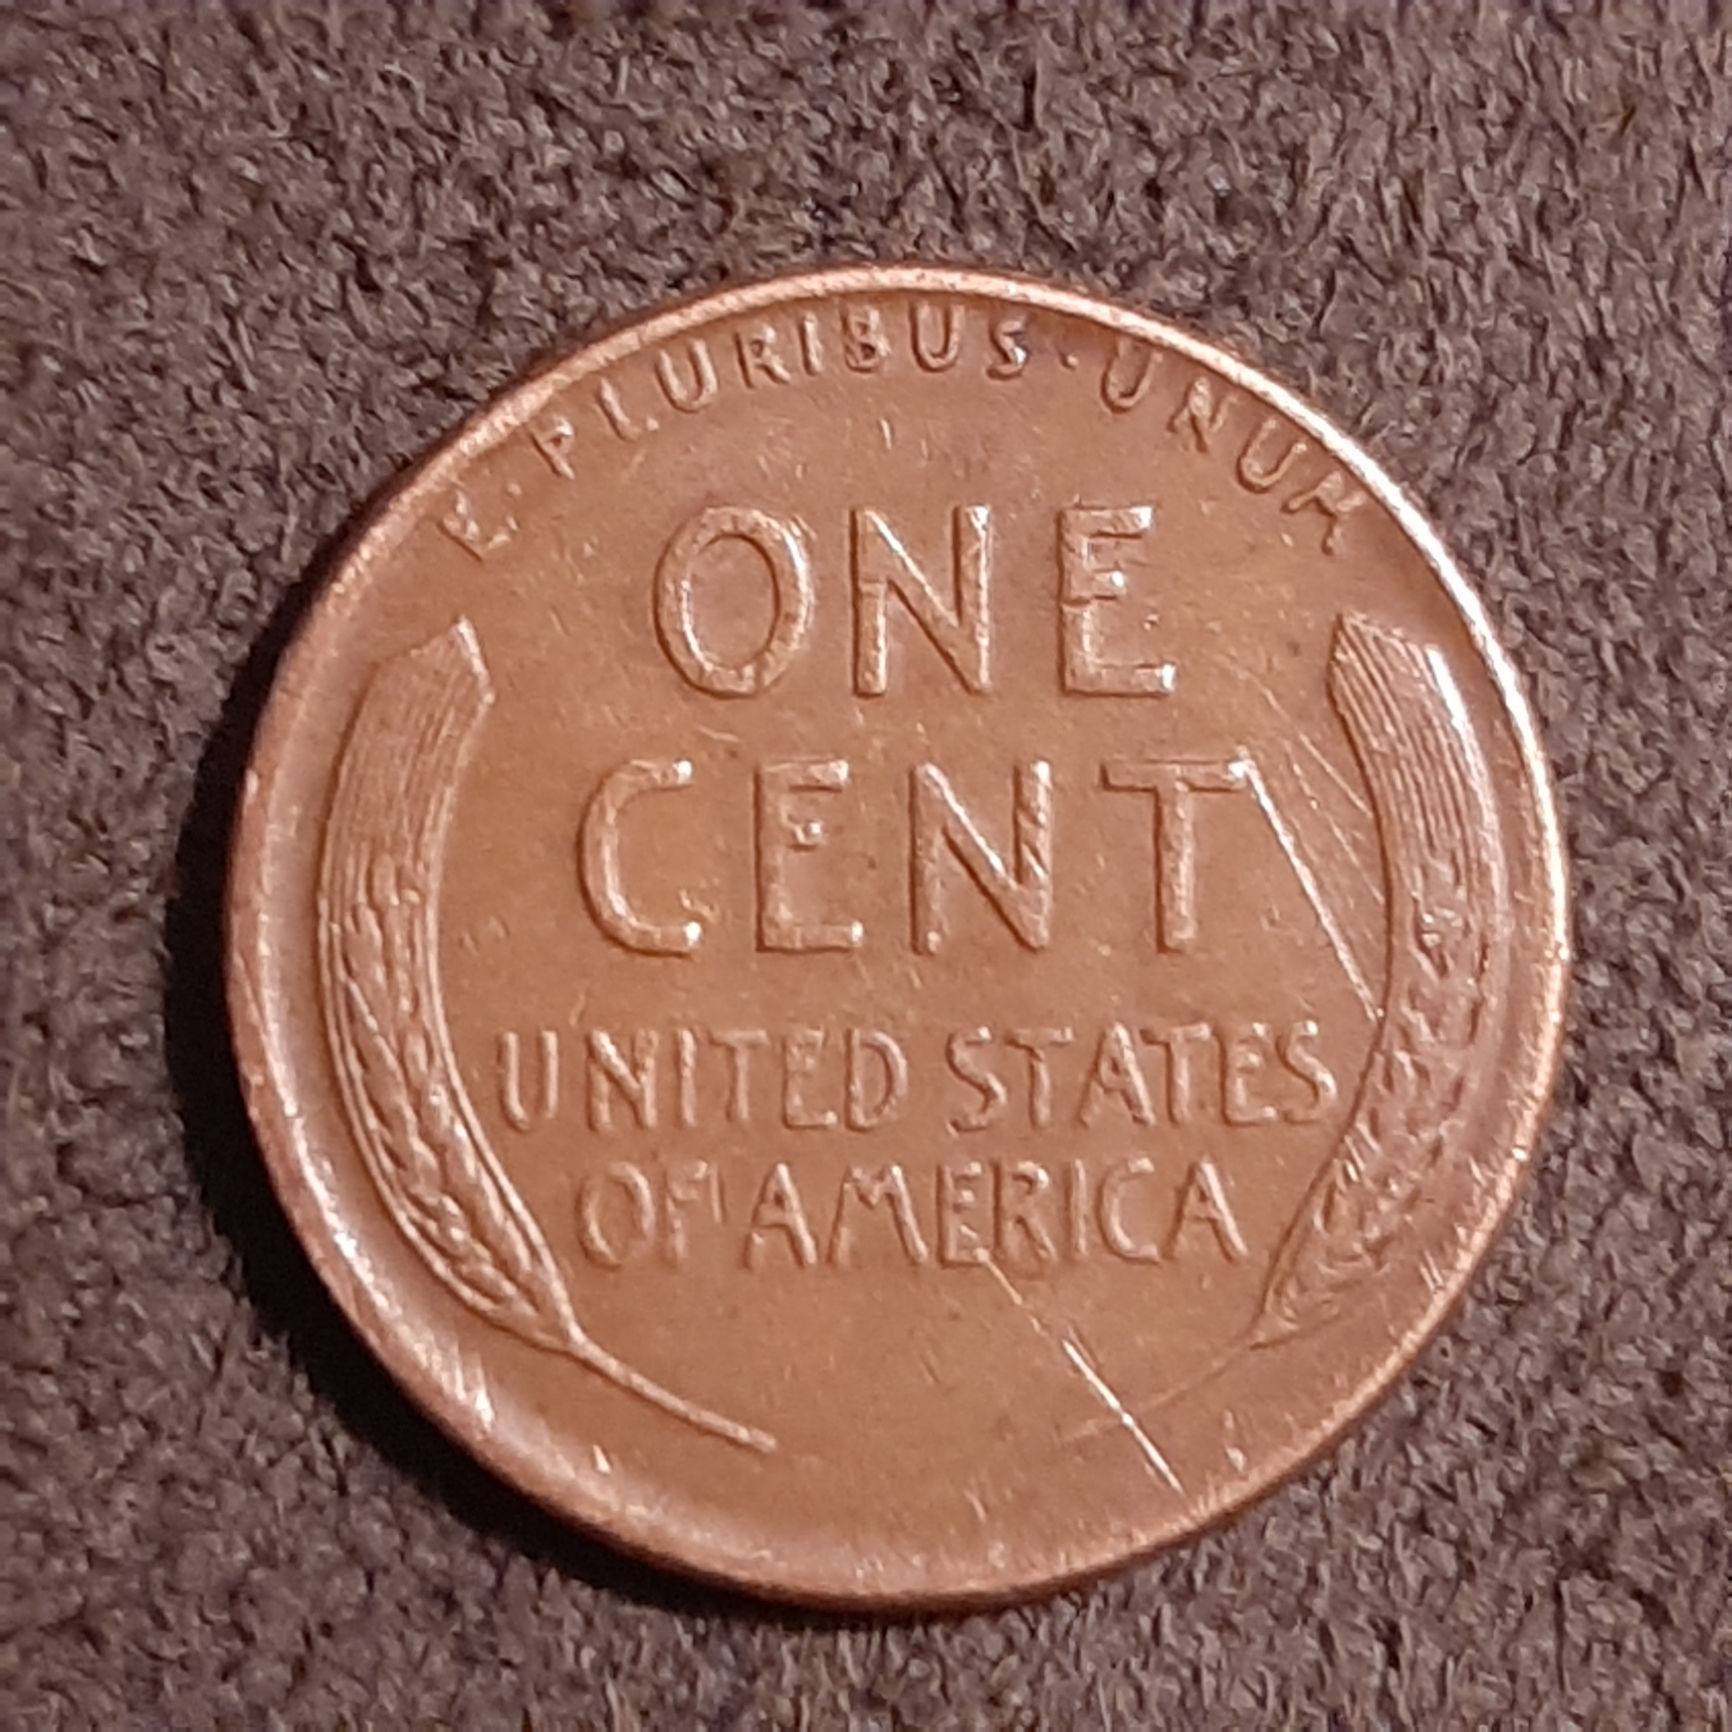 E·PLURIBUS·UNUM
ONE
CENT
UNITED STATES
OF AMERICA